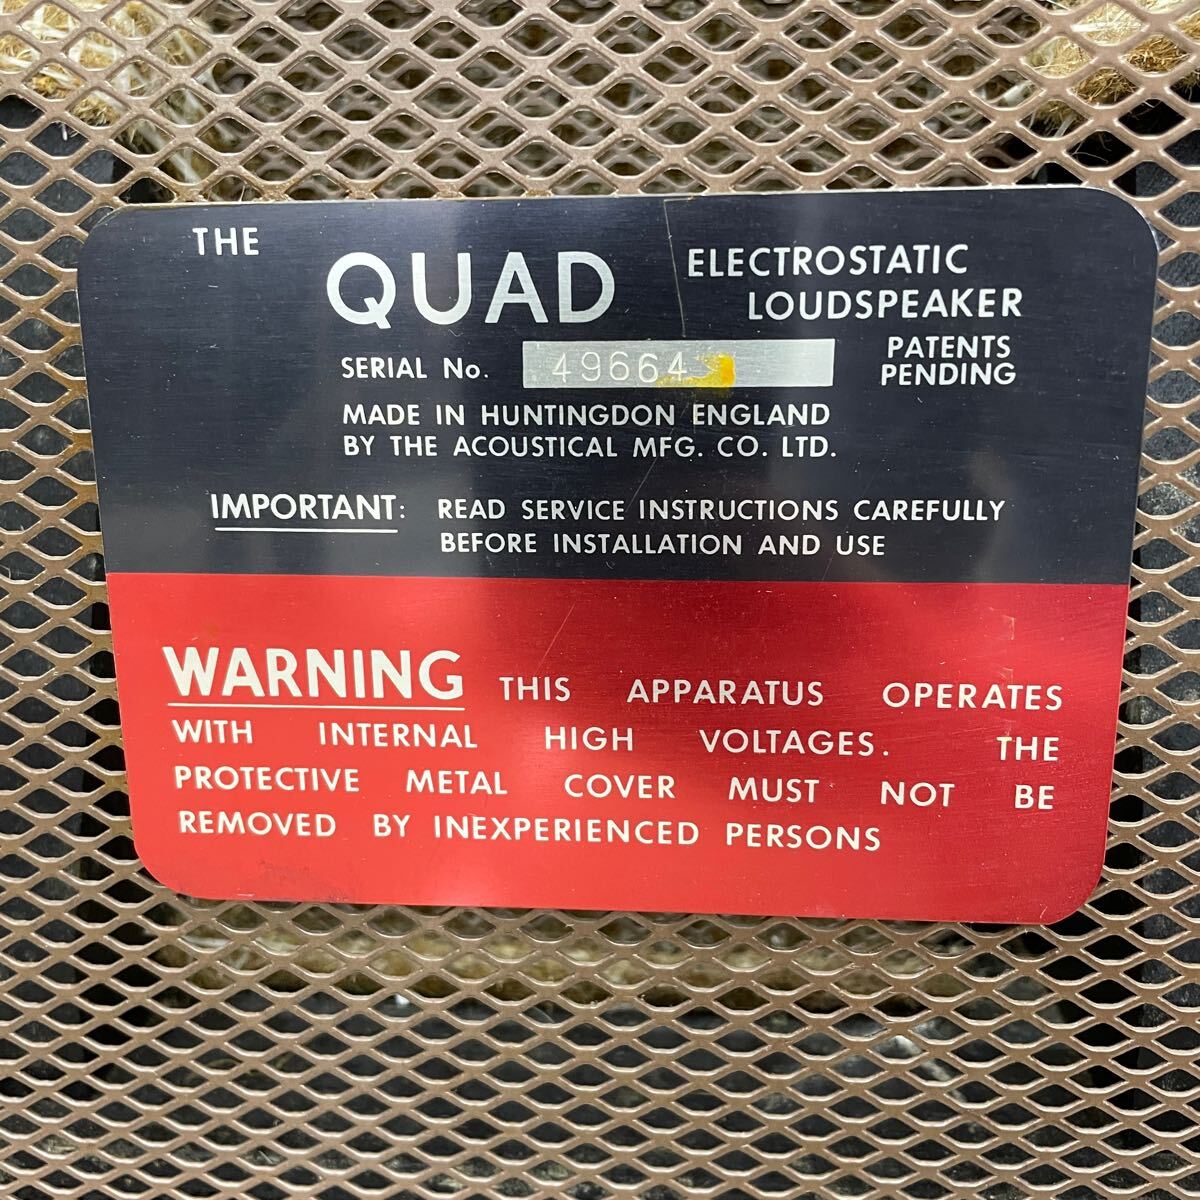 THE
QUAD ELECTROSTATIC
LOUDSPEAKER
SERIAL No. 49664
PATENTS
PENDING
MADE IN HUNTINGDON ENGLAND
BY THE ACOUSTICAL MFG. CO. LTD.
IMPORTANT: READ SERVICE INSTRUCTIONS CAREFULLY
BEFORE INSTALLATION AND USE
WARNING THIS APPARATUS OPERATES
WITH INTERNAL HIGH VOLTAGES. THE
PROTECTIVE METAL COVER MUST NOT BE
REMOVED BY INEXPERIENCED PERSONS